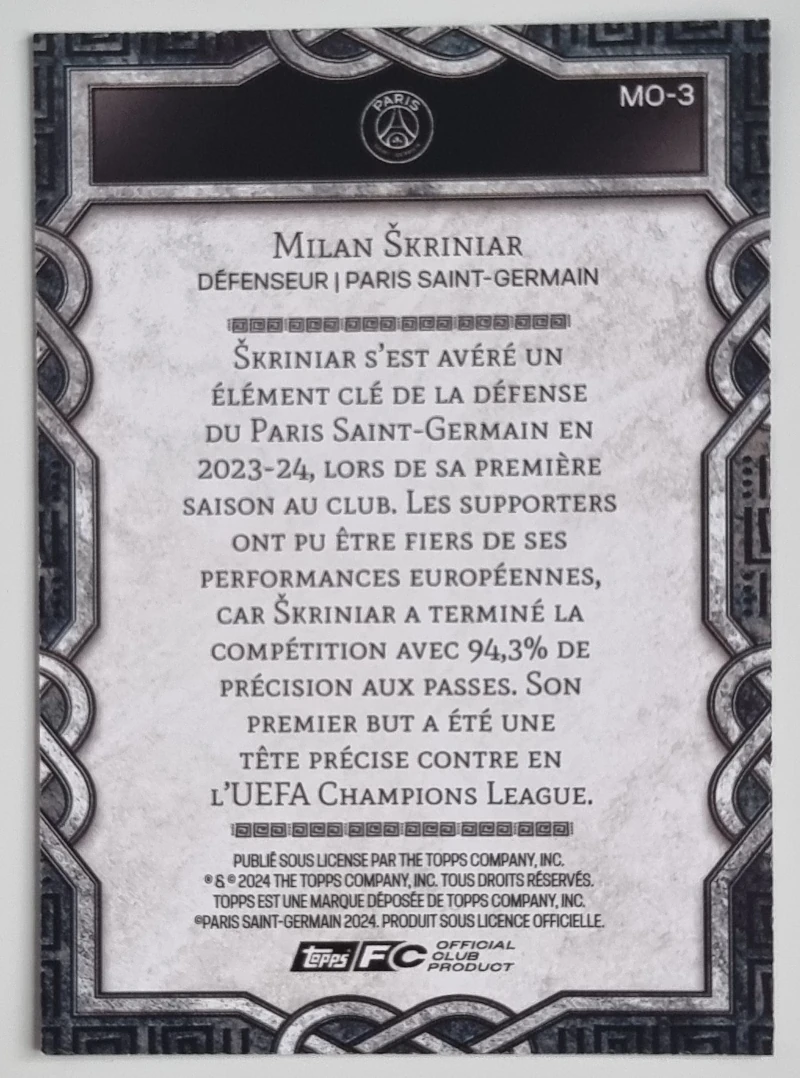 MO-3
PARIS
Milan Škriniar
DÉFENSEUR | PARIS SAINT-GERMAIN
Škriniar s'est avéré un
élément clé de la défense
du Paris Saint-Germain en
2023-24, lors de sa première
saison au club. Les supporters
ont pu être fiers de ses
performances européennes,
car Škriniar a terminé la
compétition avec 94,3% de
précision aux passes. Son
premier but a été une
tête précise contre en
l'UEFA Champions League.
PUBLIÉ SOUS LICENSE PAR THE TOPPS COMPANY, INC.
® & © 2024 THE TOPPS COMPANY, INC. TOUS DROITS RÉSERVÉS.
TOPPS EST UNE MARQUE DÉPOSÉE DE TOPPS COMPANY, INC.
©PARIS SAINT-GERMAIN 2024. PRODUIT SOUS LICENCE OFFICIELLE.
Topps FC OFFICIAL
CLUB
PRODUCT